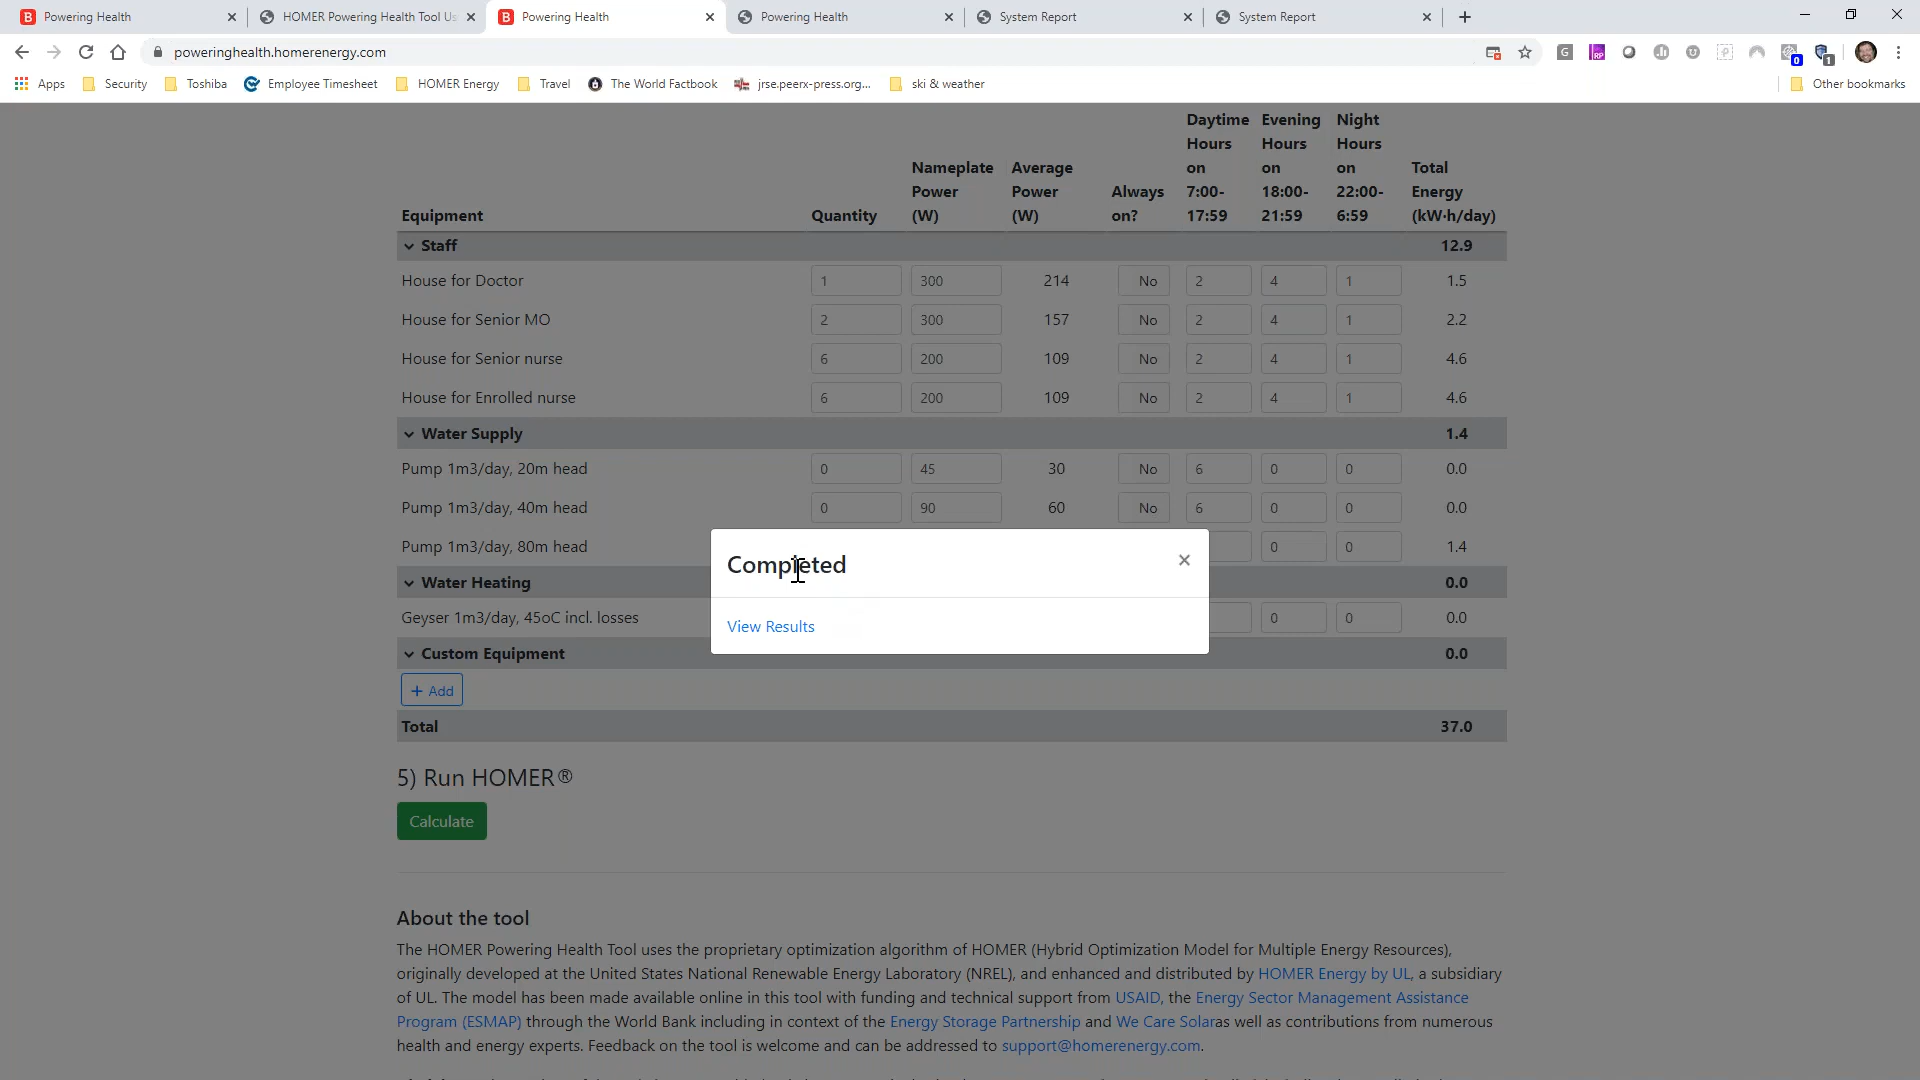 Powering Health
HOMER Powering Health Tool Us
Powering Health
Powering Health
System Report
System Report
poweringhealth.homerenergy.com
Apps
Security
Toshiba
Employee Timesheet
HOMER Energy
Travel
The World Factbook
jrse.peerx-press.org...
ski & weather
Other bookmarks
Equipment
Quantity
Nameplate
Power
(W)
Average
Power
(W)
Always
on?
Daytime
Hours
on
7:00-
17:59
Evening
Hours
on
18:00-
21:59
Night
Hours
on
22:00-
6:59
Total
Energy
(kW·h/day)
Staff 12.9
House for Doctor 1 300 214 No 2 4 1 1.5
House for Senior MO 2 300 157 No 2 4 1 2.2
House for Senior nurse 6 200 109 No 2 4 1 4.6
House for Enrolled nurse 6 200 109 No 2 4 1 4.6
Water Supply 1.4
Pump 1m3/day, 20m head 0 45 30 No 6 0 0 0.0
Pump 1m3/day, 40m head 0 90 60 No 6 0 0 0.0
Pump 1m3/day, 80m head 0 0 1.4
Completed ×
View Results
Water Heating 0.0
Geyser 1m3/day, 45oC incl. losses 0 0 0.0
Custom Equipment 0.0
+ Add
Total 37.0
5) Run HOMER®
Calculate
About the tool
The HOMER Powering Health Tool uses the proprietary optimization algorithm of HOMER (Hybrid Optimization Model for Multiple Energy Resources),
originally developed at the United States National Renewable Energy Laboratory (NREL), and enhanced and distributed by HOMER Energy by UL, a subsidiary
of UL. The model has been made available online in this tool with funding and technical support from USAID, the Energy Sector Management Assistance
Program (ESMAP) through the World Bank including in context of the Energy Storage Partnership and We Care Solaras well as contributions from numerous
health and energy experts. Feedback on the tool is welcome and can be addressed to support@homerenergy.com.